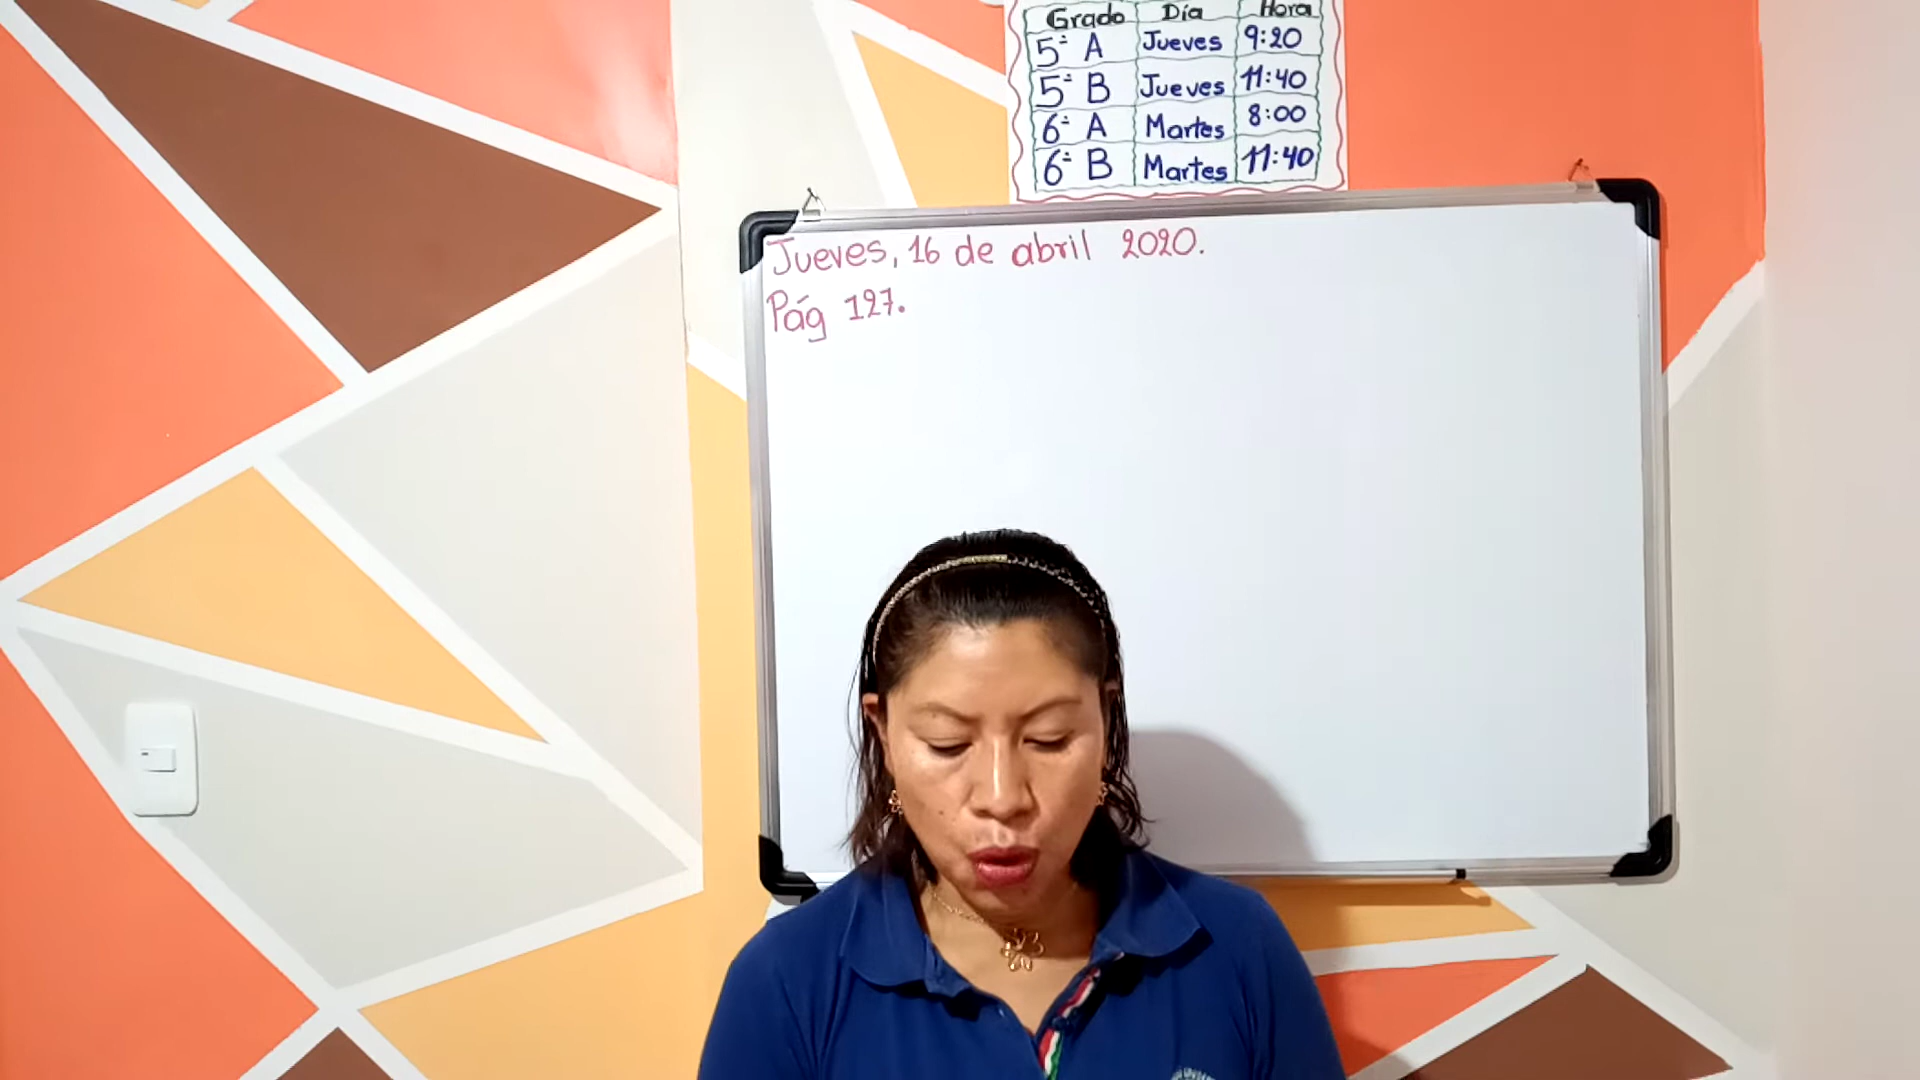 Grado Día Hora
5º A Jueves 9:20
5º B Jueves 11:40
6º A Martes 8:00
6º B Martes 11:40
Jueves, 16 de abril 2020.
Pág 127.